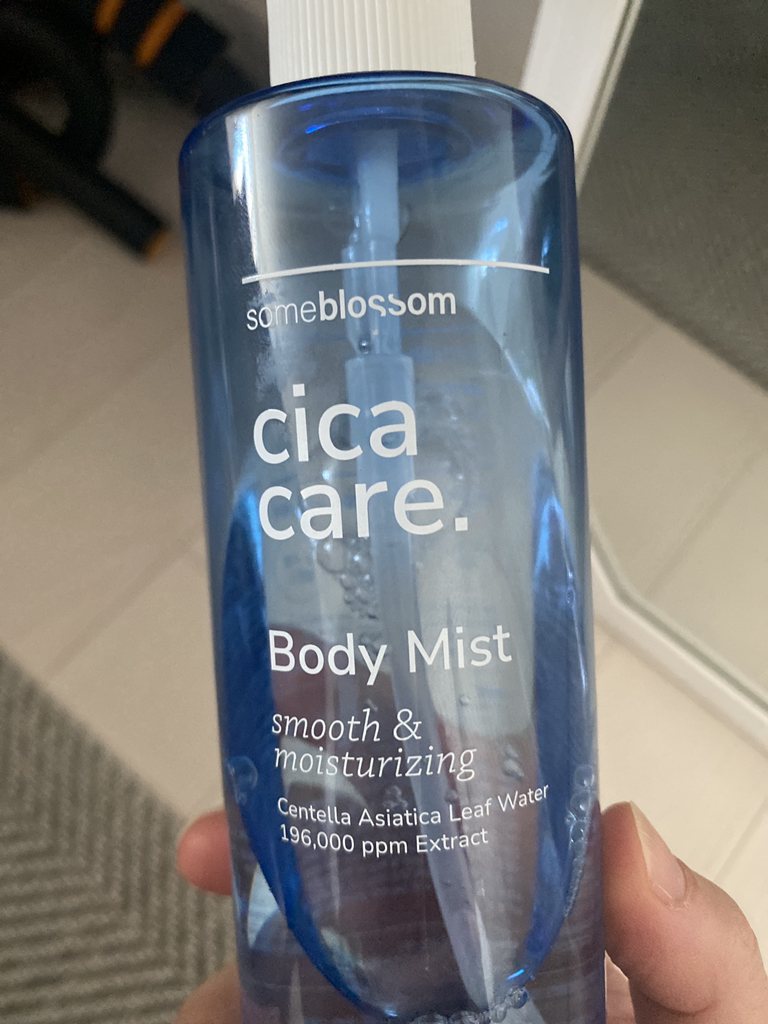 someblossom
cica
care.
Body Mist
smooth &
moisturizing
Centella Asiatica Leaf Water
196,000 ppm Extract